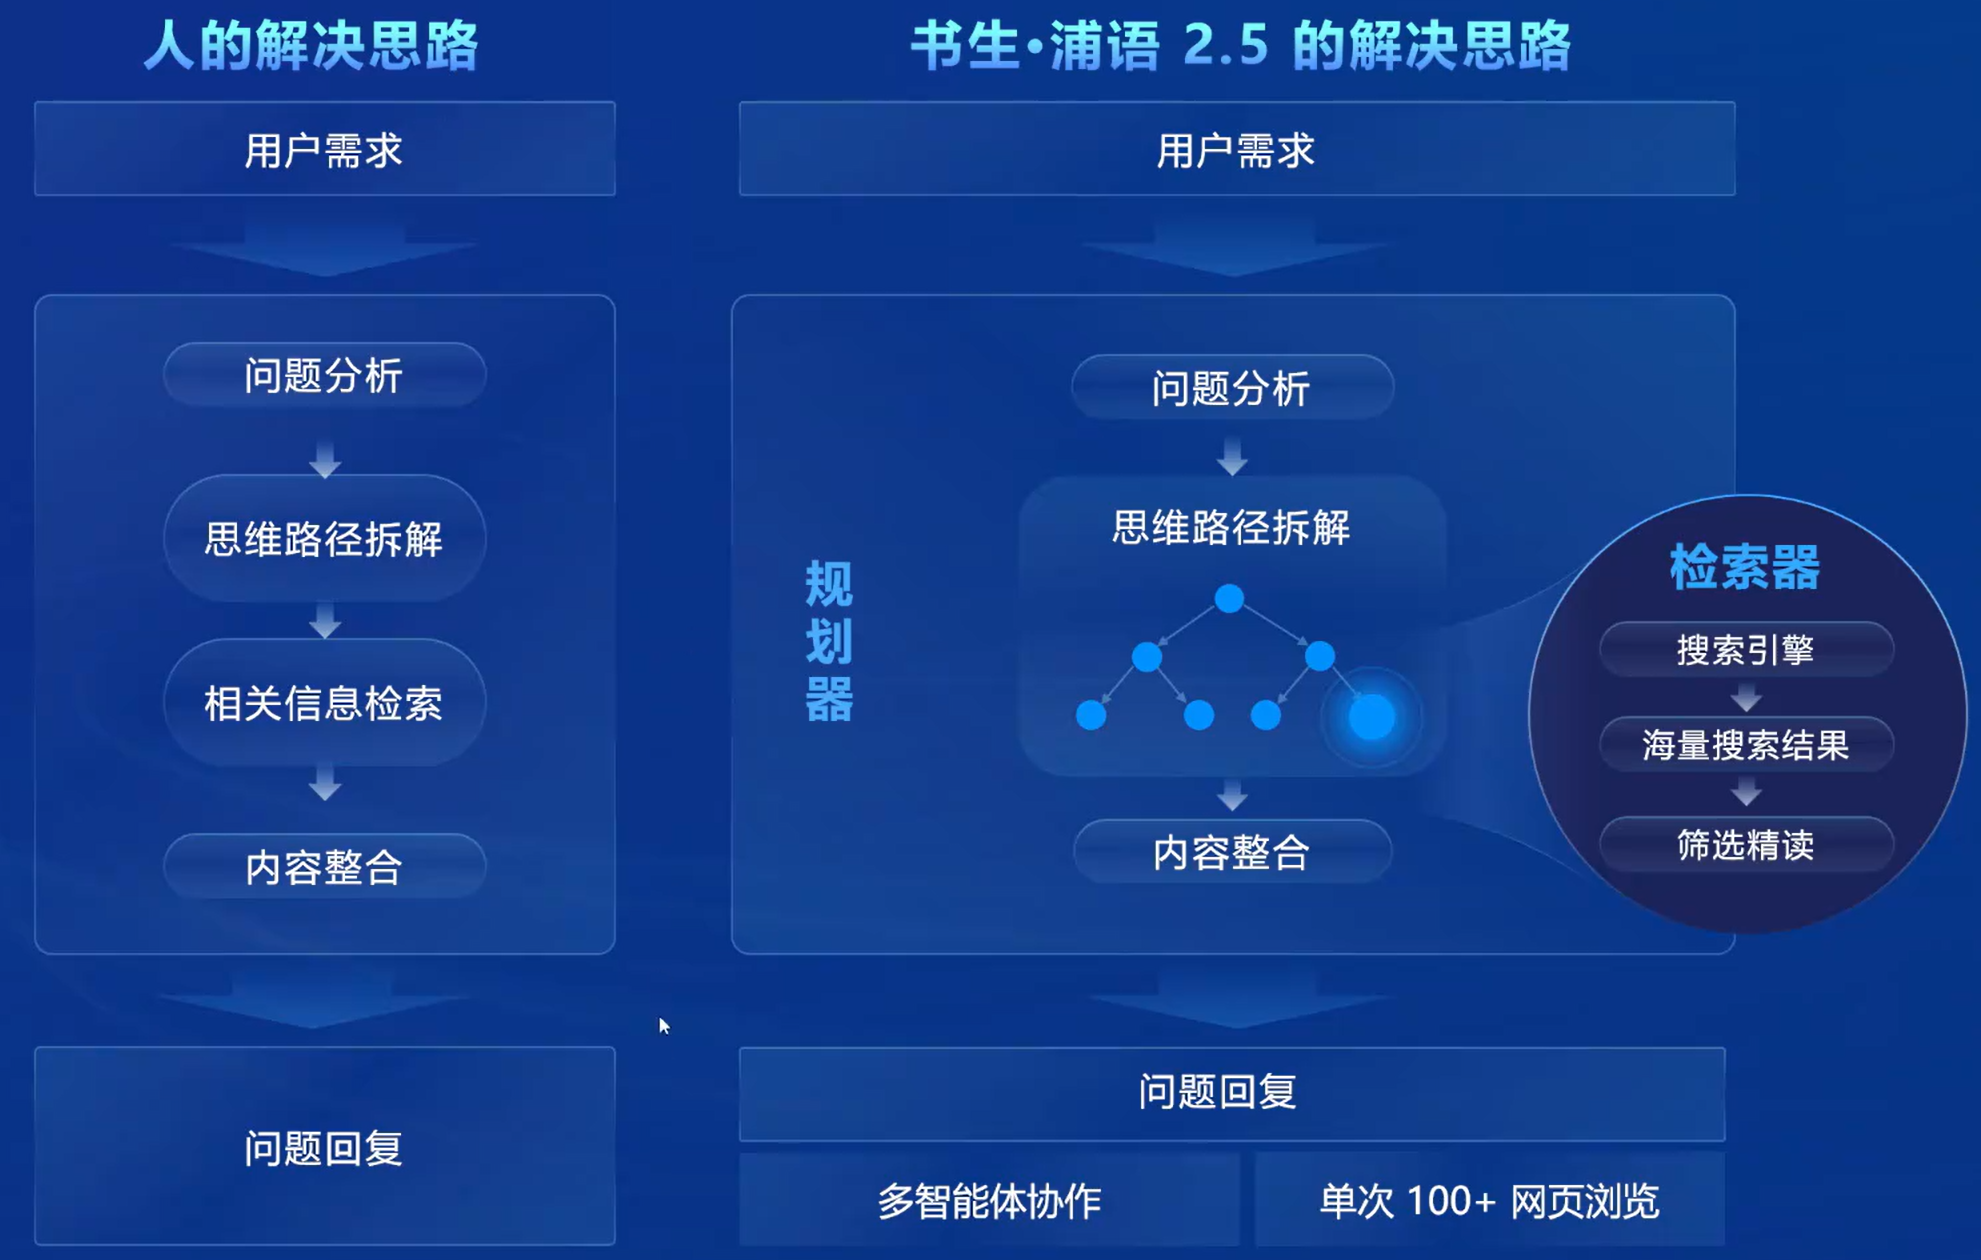 人的解决思路
用户需求
问题分析
思维路径拆解
相关信息检索
内容整合
问题回复
书生·浦语 2.5 的解决思路
用户需求
规划器
问题分析
思维路径拆解
内容整合
检索器
搜索引擎
海量搜索结果
筛选精读
问题回复
多智能体协作
单次 100+ 网页浏览